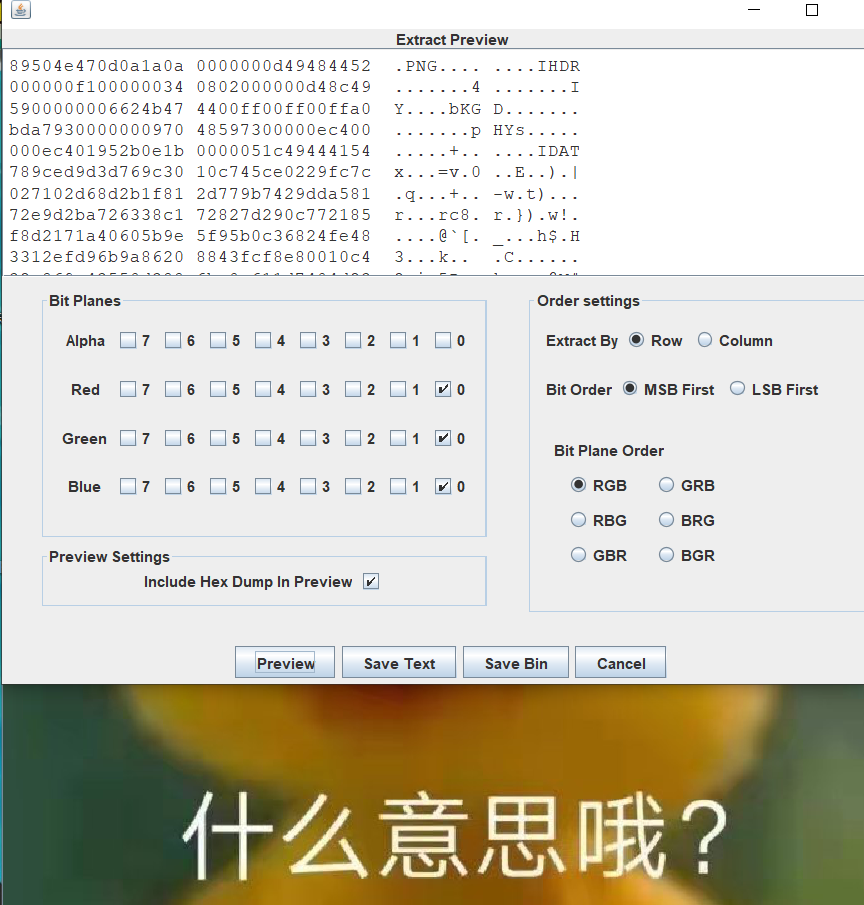 Extract Preview
89504e470d0a1a0a 0000000d49484452 .PNG.... ....IHDR
000000f100000034 0802000000d48c49 .......4 .......I
5900000006624b47 4400ff00ff00ffa0 Y....bKG D.......
bda7930000000970 48597300000ec400 .......p HYs.....
000ec401952b0e1b 0000051c49444154 .....+.. ....IDAT
789ced9d3d769c30 10c745ce0229fc7c x...=v.0 ..E..).|
027102d68d2b1f81 2d779b7429dda581 .q...+.. -w.t)...
72e9d2ba726338c1 72827d290c772185 r...rc8. r.}).w!.
f8d2171a40605b9e 5f95b0c36824fe48 ....@`[. _...h$.H
3312efd96b9a8620 8843fcf8e80010c4 3...k.. .C......
Bit Planes
Alpha 7 6 5 4 3 2 1 0
Red 7 6 5 4 3 2 1 0
Green 7 6 5 4 3 2 1 0
Blue 7 6 5 4 3 2 1 0
Preview Settings
Include Hex Dump In Preview
Order settings
Extract By Row Column
Bit Order MSB First LSB First
Bit Plane Order
RGB GRB
RBG BRG
GBR BGR
Preview Save Text Save Bin Cancel
什么意思哦?